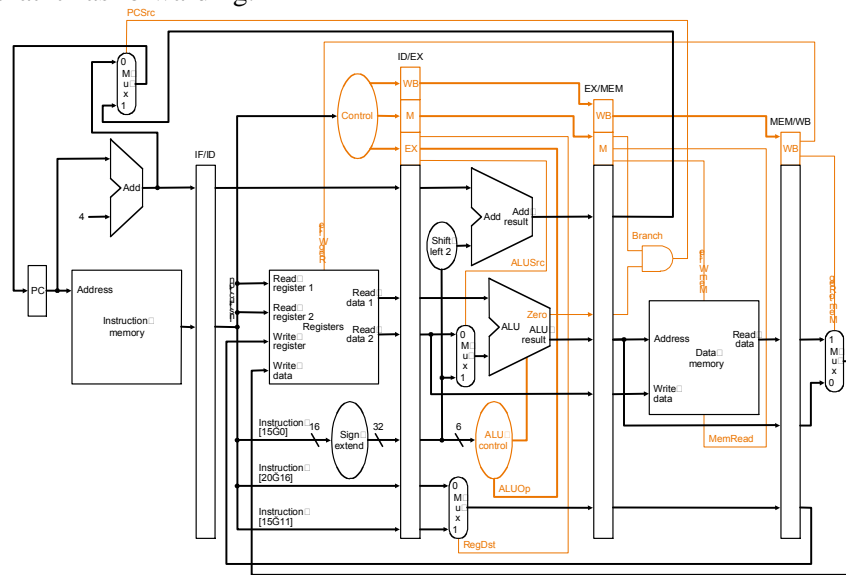 PCSrc
0
M
u
x
1
ID/EX
WB
EX/MEM
Control
M
WB
MEM/WB
EX
M
WB
IF/ID
Add
4
Add
Add
result
Shift
left 2
Branch
ALUSrc
PC
Address
Instruction
memory
Read
register 1
Read
register 2
Write
register
Write
data
Registers
Read
data 1
Read
data 2
0
M
u
x
1
Zero
ALU
ALU
result
Address
Write
data
Data
memory
Read
data
1
M
u
x
0
MemRead
Instruction
[15G0]
16
Sign
extend
32
6
ALU
control
Instruction
[20G16]
ALUOp
0
M
u
x
1
Instruction
[15G11]
RegDst